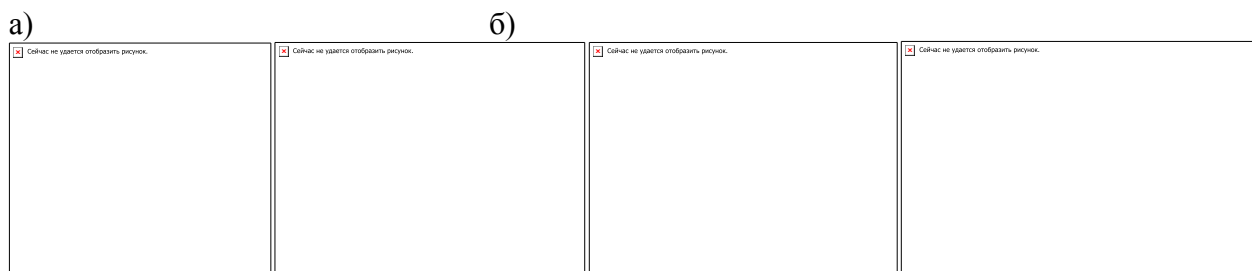 а) б)
Сейчас не удается отобразить рисунок. Сейчас не удается отобразить рисунок. Сейчас не удается отобразить рисунок. Сейчас не удается отобразить рисунок.